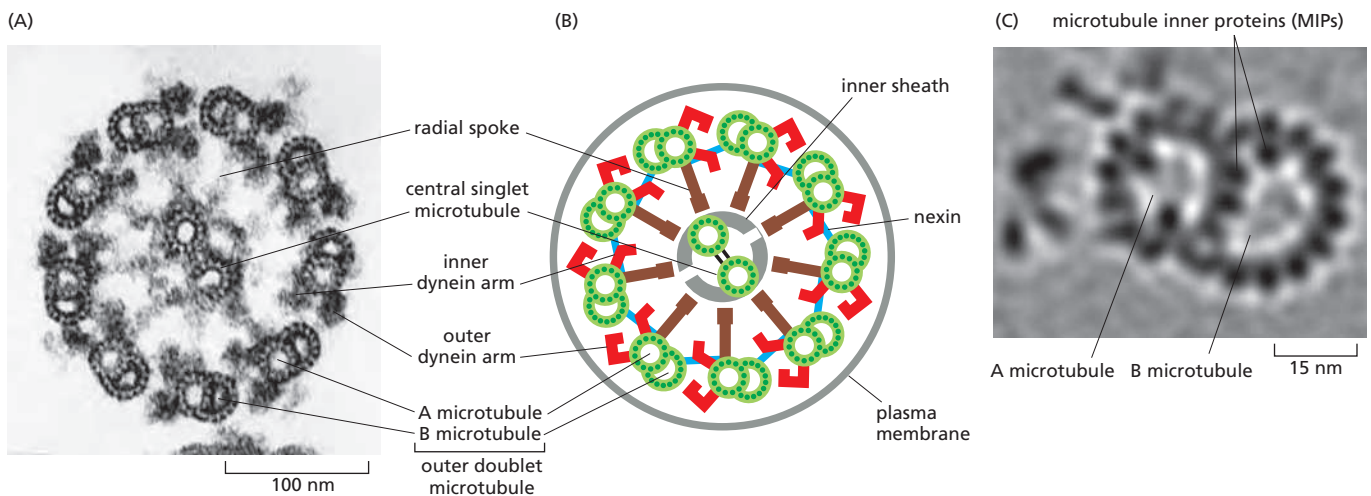 (A)
(B)
(C)
microtubule inner proteins (MIPs)
inner sheath
radial spoke
central singlet
microtubule
nexin
inner
dynein arm
outer
dynein arm
A microtubule
B microtubule
outer doublet
microtubule
100 nm
plasma
membrane
A microtubule
B microtubule
15 nm